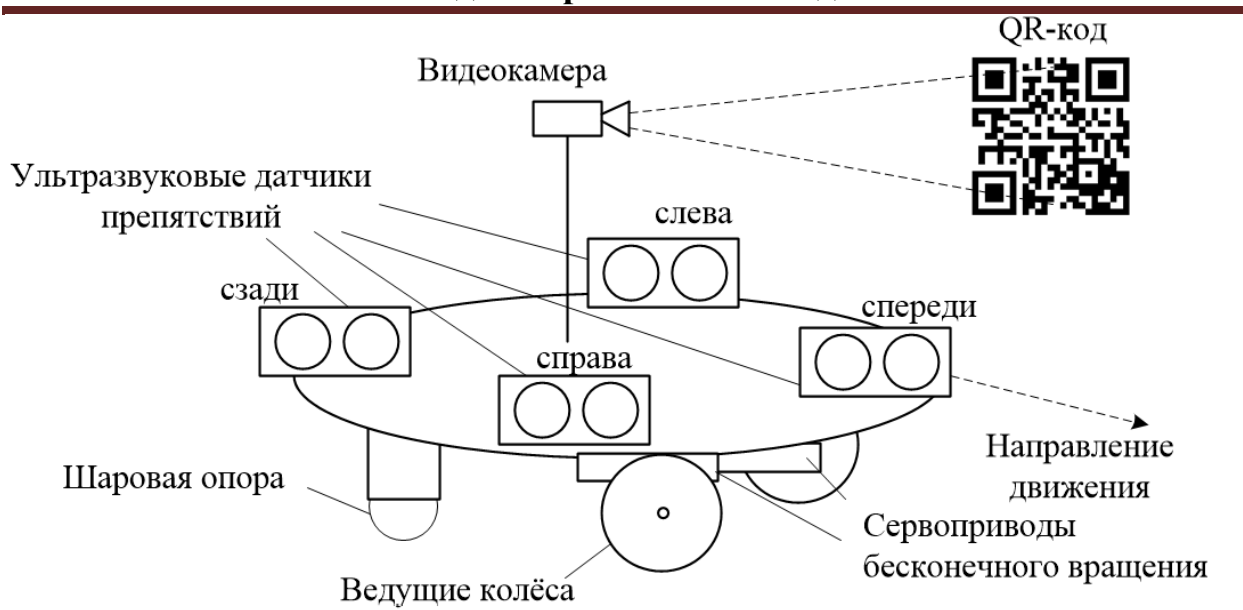 QR-код
Видеокамера
Ультразвуковые датчики
препятствий
слева
сзади
спереди
справа
Направление
движения
Шаровая опора
Сервоприводы
бесконечного вращения
Ведущие колёса